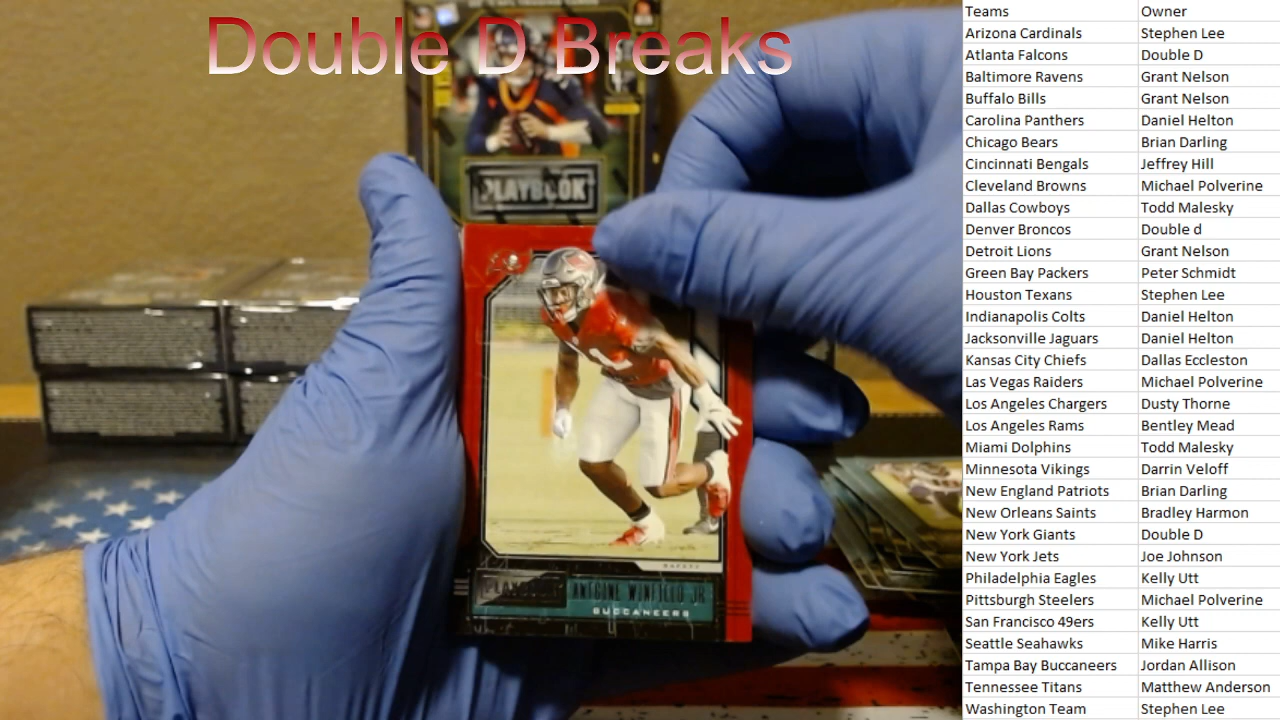 Double D Breaks
PLAYBOOK
SAFETY
PLAYBOOK ANTOINE WINFIELD JR.
BUCCANEERS
Teams Owner
Arizona Cardinals Stephen Lee
Atlanta Falcons Double D
Baltimore Ravens Grant Nelson
Buffalo Bills Grant Nelson
Carolina Panthers Daniel Helton
Chicago Bears Brian Darling
Cincinnati Bengals Jeffrey Hill
Cleveland Browns Michael Polverine
Dallas Cowboys Todd Malesky
Denver Broncos Double d
Detroit Lions Grant Nelson
Green Bay Packers Peter Schmidt
Houston Texans Stephen Lee
Indianapolis Colts Daniel Helton
Jacksonville Jaguars Daniel Helton
Kansas City Chiefs Dallas Eccleston
Las Vegas Raiders Michael Polverine
Los Angeles Chargers Dusty Thorne
Los Angeles Rams Bentley Mead
Miami Dolphins Todd Malesky
Minnesota Vikings Darrin Veloff
New England Patriots Brian Darling
New Orleans Saints Bradley Harmon
New York Giants Double D
New York Jets Joe Johnson
Philadelphia Eagles Kelly Utt
Pittsburgh Steelers Michael Polverine
San Francisco 49ers Kelly Utt
Seattle Seahawks Mike Harris
Tampa Bay Buccaneers Jordan Allison
Tennessee Titans Matthew Anderson
Washington Team Stephen Lee